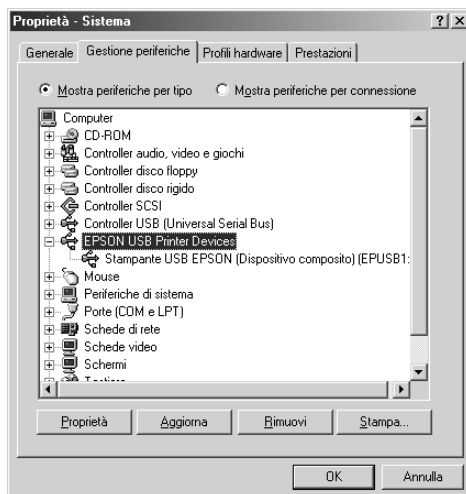 Proprietà - Sistema
? x
Generale Gestione periferiche Profili hardware Prestazioni
Mostra periferiche per tipo Mostra periferiche per connessione
Computer
CD-ROM
Controller audio, video e giochi
Controller disco floppy
Controller disco rigido
Controller SCSI
Controller USB (Universal Serial Bus)
EPSON USB Printer Devices
Stampante USB EPSON (Dispositivo composito) (EPUSB1:
Mouse
Periferiche di sistema
Porte (COM e LPT)
Schede di rete
Schede video
Schermi
Proprietà Aggiorna Rimuovi Stampa...
OK Annulla